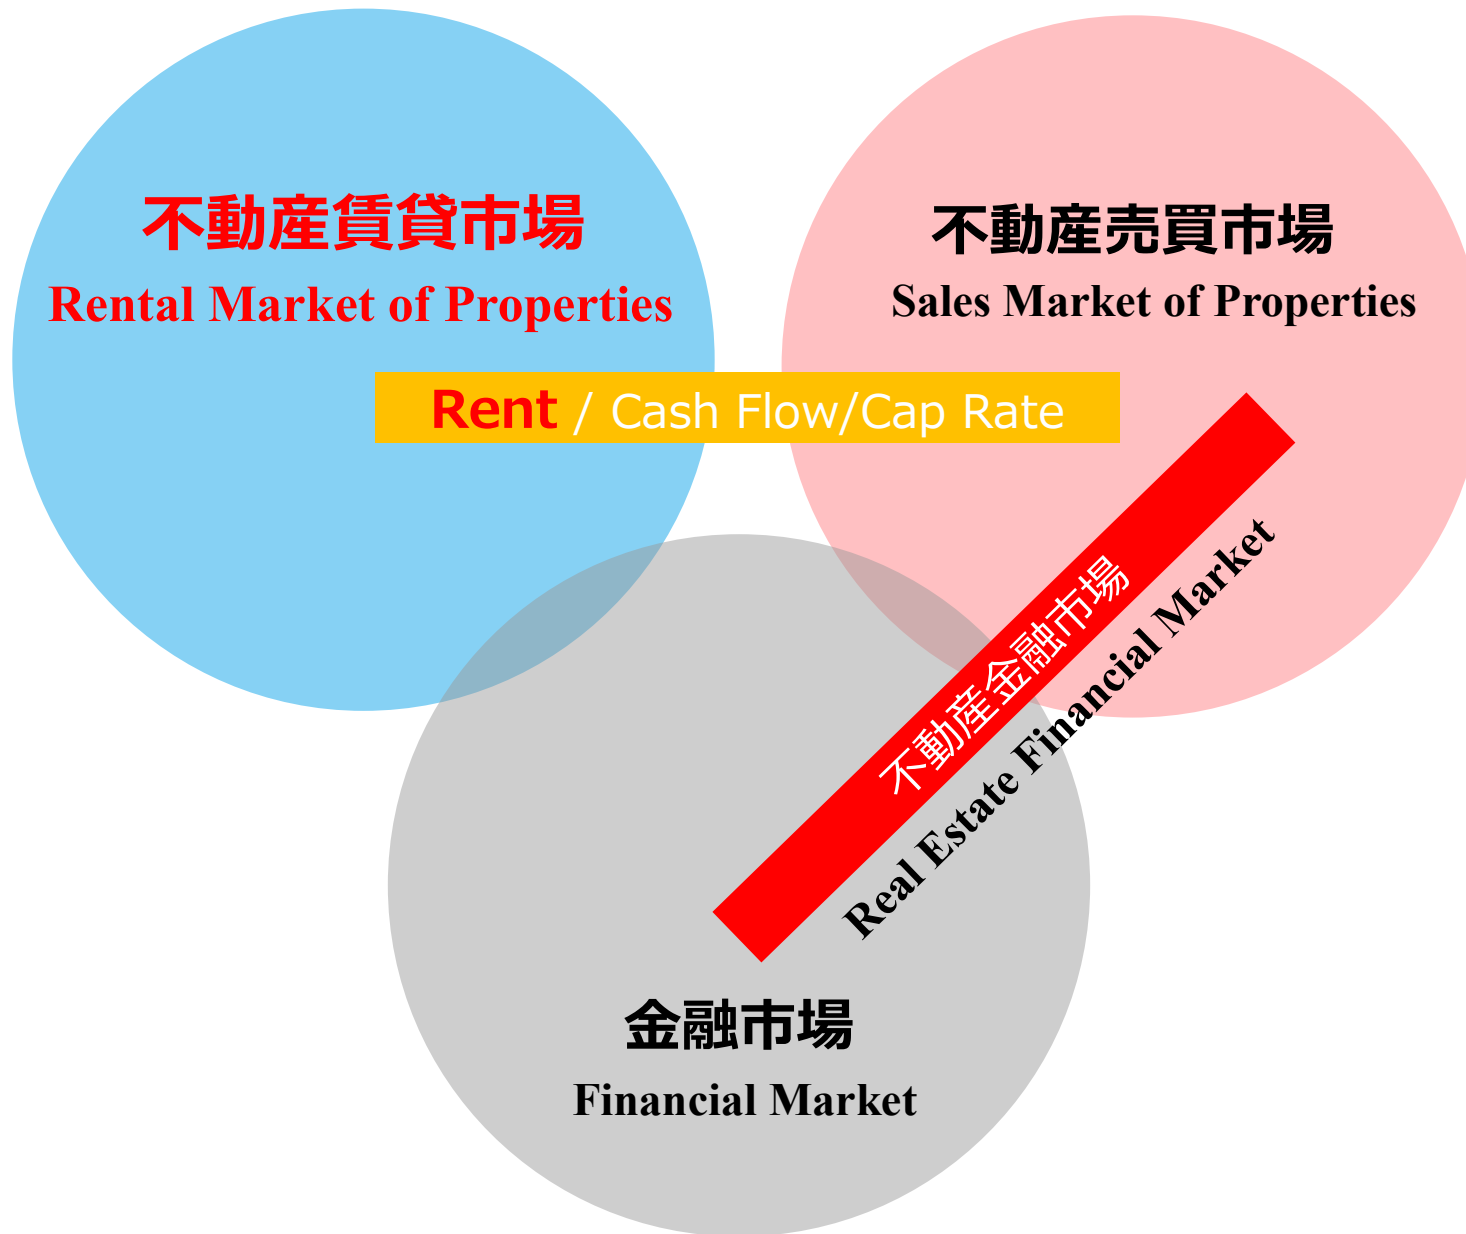 不動産賃貸市場
Rental Market of Properties
不動産売買市場
Sales Market of Properties
Rent / Cash Flow/Cap Rate
不動産金融市場
Real Estate Financial Market
金融市場
Financial Market